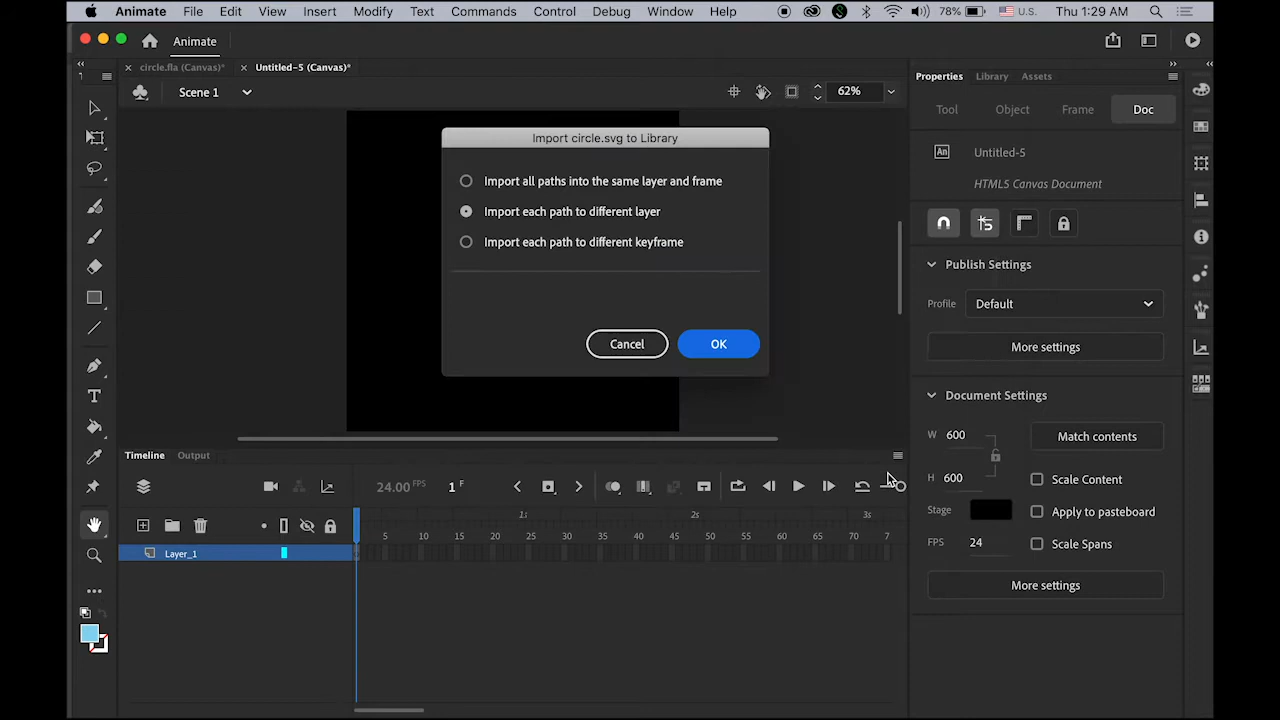 Animate File Edit View Insert Modify Text Commands Control Debug Window Help 78% U.S. Thu 1:29 AM
Animate
circle.fla (Canvas)* Untitled-5 (Canvas)*
Scene 1 62%
Import circle.svg to Library
Import all paths into the same layer and frame
Import each path to different layer
Import each path to different keyframe
Cancel OK
Properties Library Assets
Tool Object Frame Doc
An Untitled-5
HTML5 Canvas Document
Publish Settings
Profile Default
More settings
Document Settings
W 600 Match contents
H 600 Scale Content
Stage Apply to pasteboard
FPS 24 Scale Spans
More settings
Timeline Output
24.00 FPS 1 F
1s 2s 3s
5 10 15 20 25 30 35 40 45 50 55 60 65 70 7
Layer_1